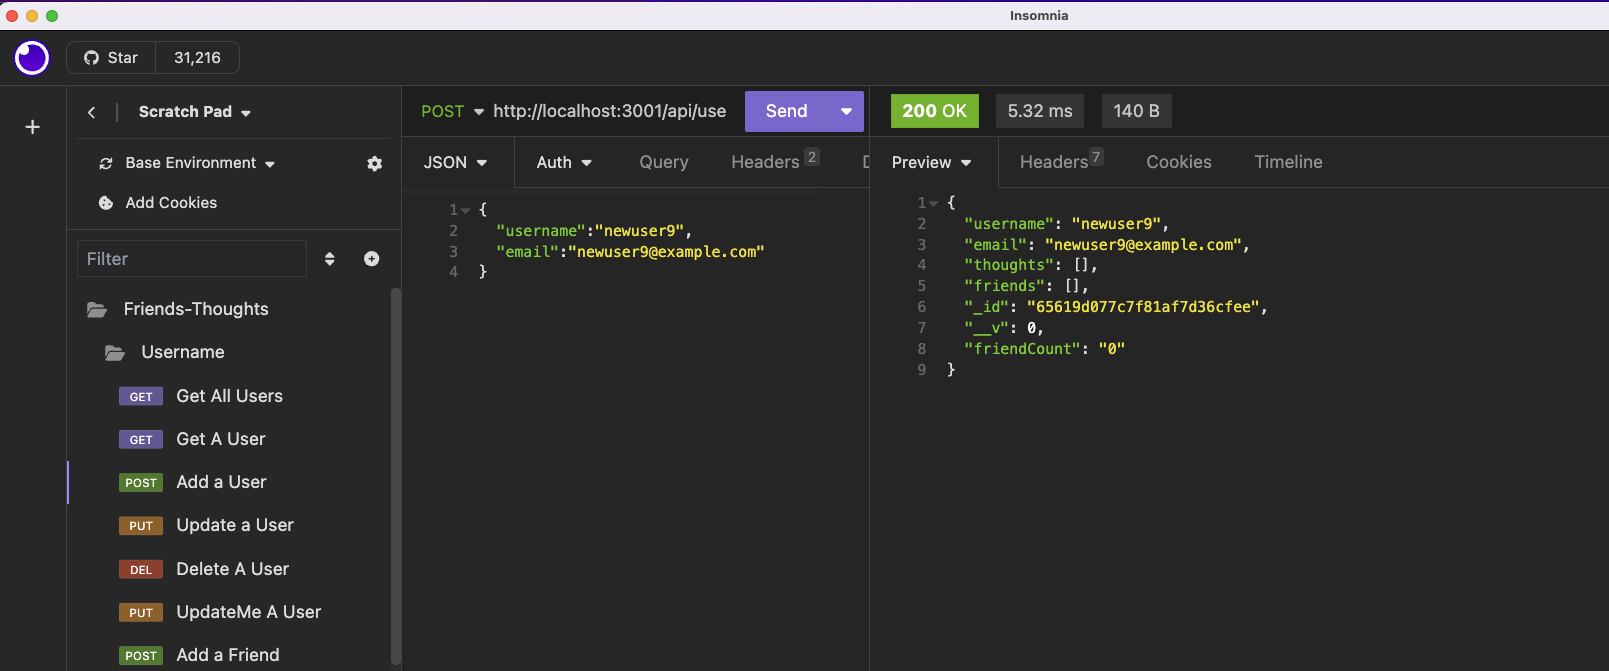 Insomnia
Star 31,216
Scratch Pad
Base Environment
Add Cookies
Filter
Friends-Thoughts
Username
GET Get All Users
GET Get A User
POST Add a User
PUT Update a User
DEL Delete A User
PUT UpdateMe A User
POST Add a Friend
POST http://localhost:3001/api/use Send
JSON Auth Query Headers 2
1 {
2 "username":"newuser9",
3 "email":"newuser9@example.com"
4 }
200 OK 5.32 ms 140 B
Preview Headers 7 Cookies Timeline
1 {
2 "username": "newuser9",
3 "email": "newuser9@example.com",
4 "thoughts": [],
5 "friends": [],
6 "_id": "65619d077c7f81af7d36cfee",
7 "__v": 0,
8 "friendCount": "0"
9 }